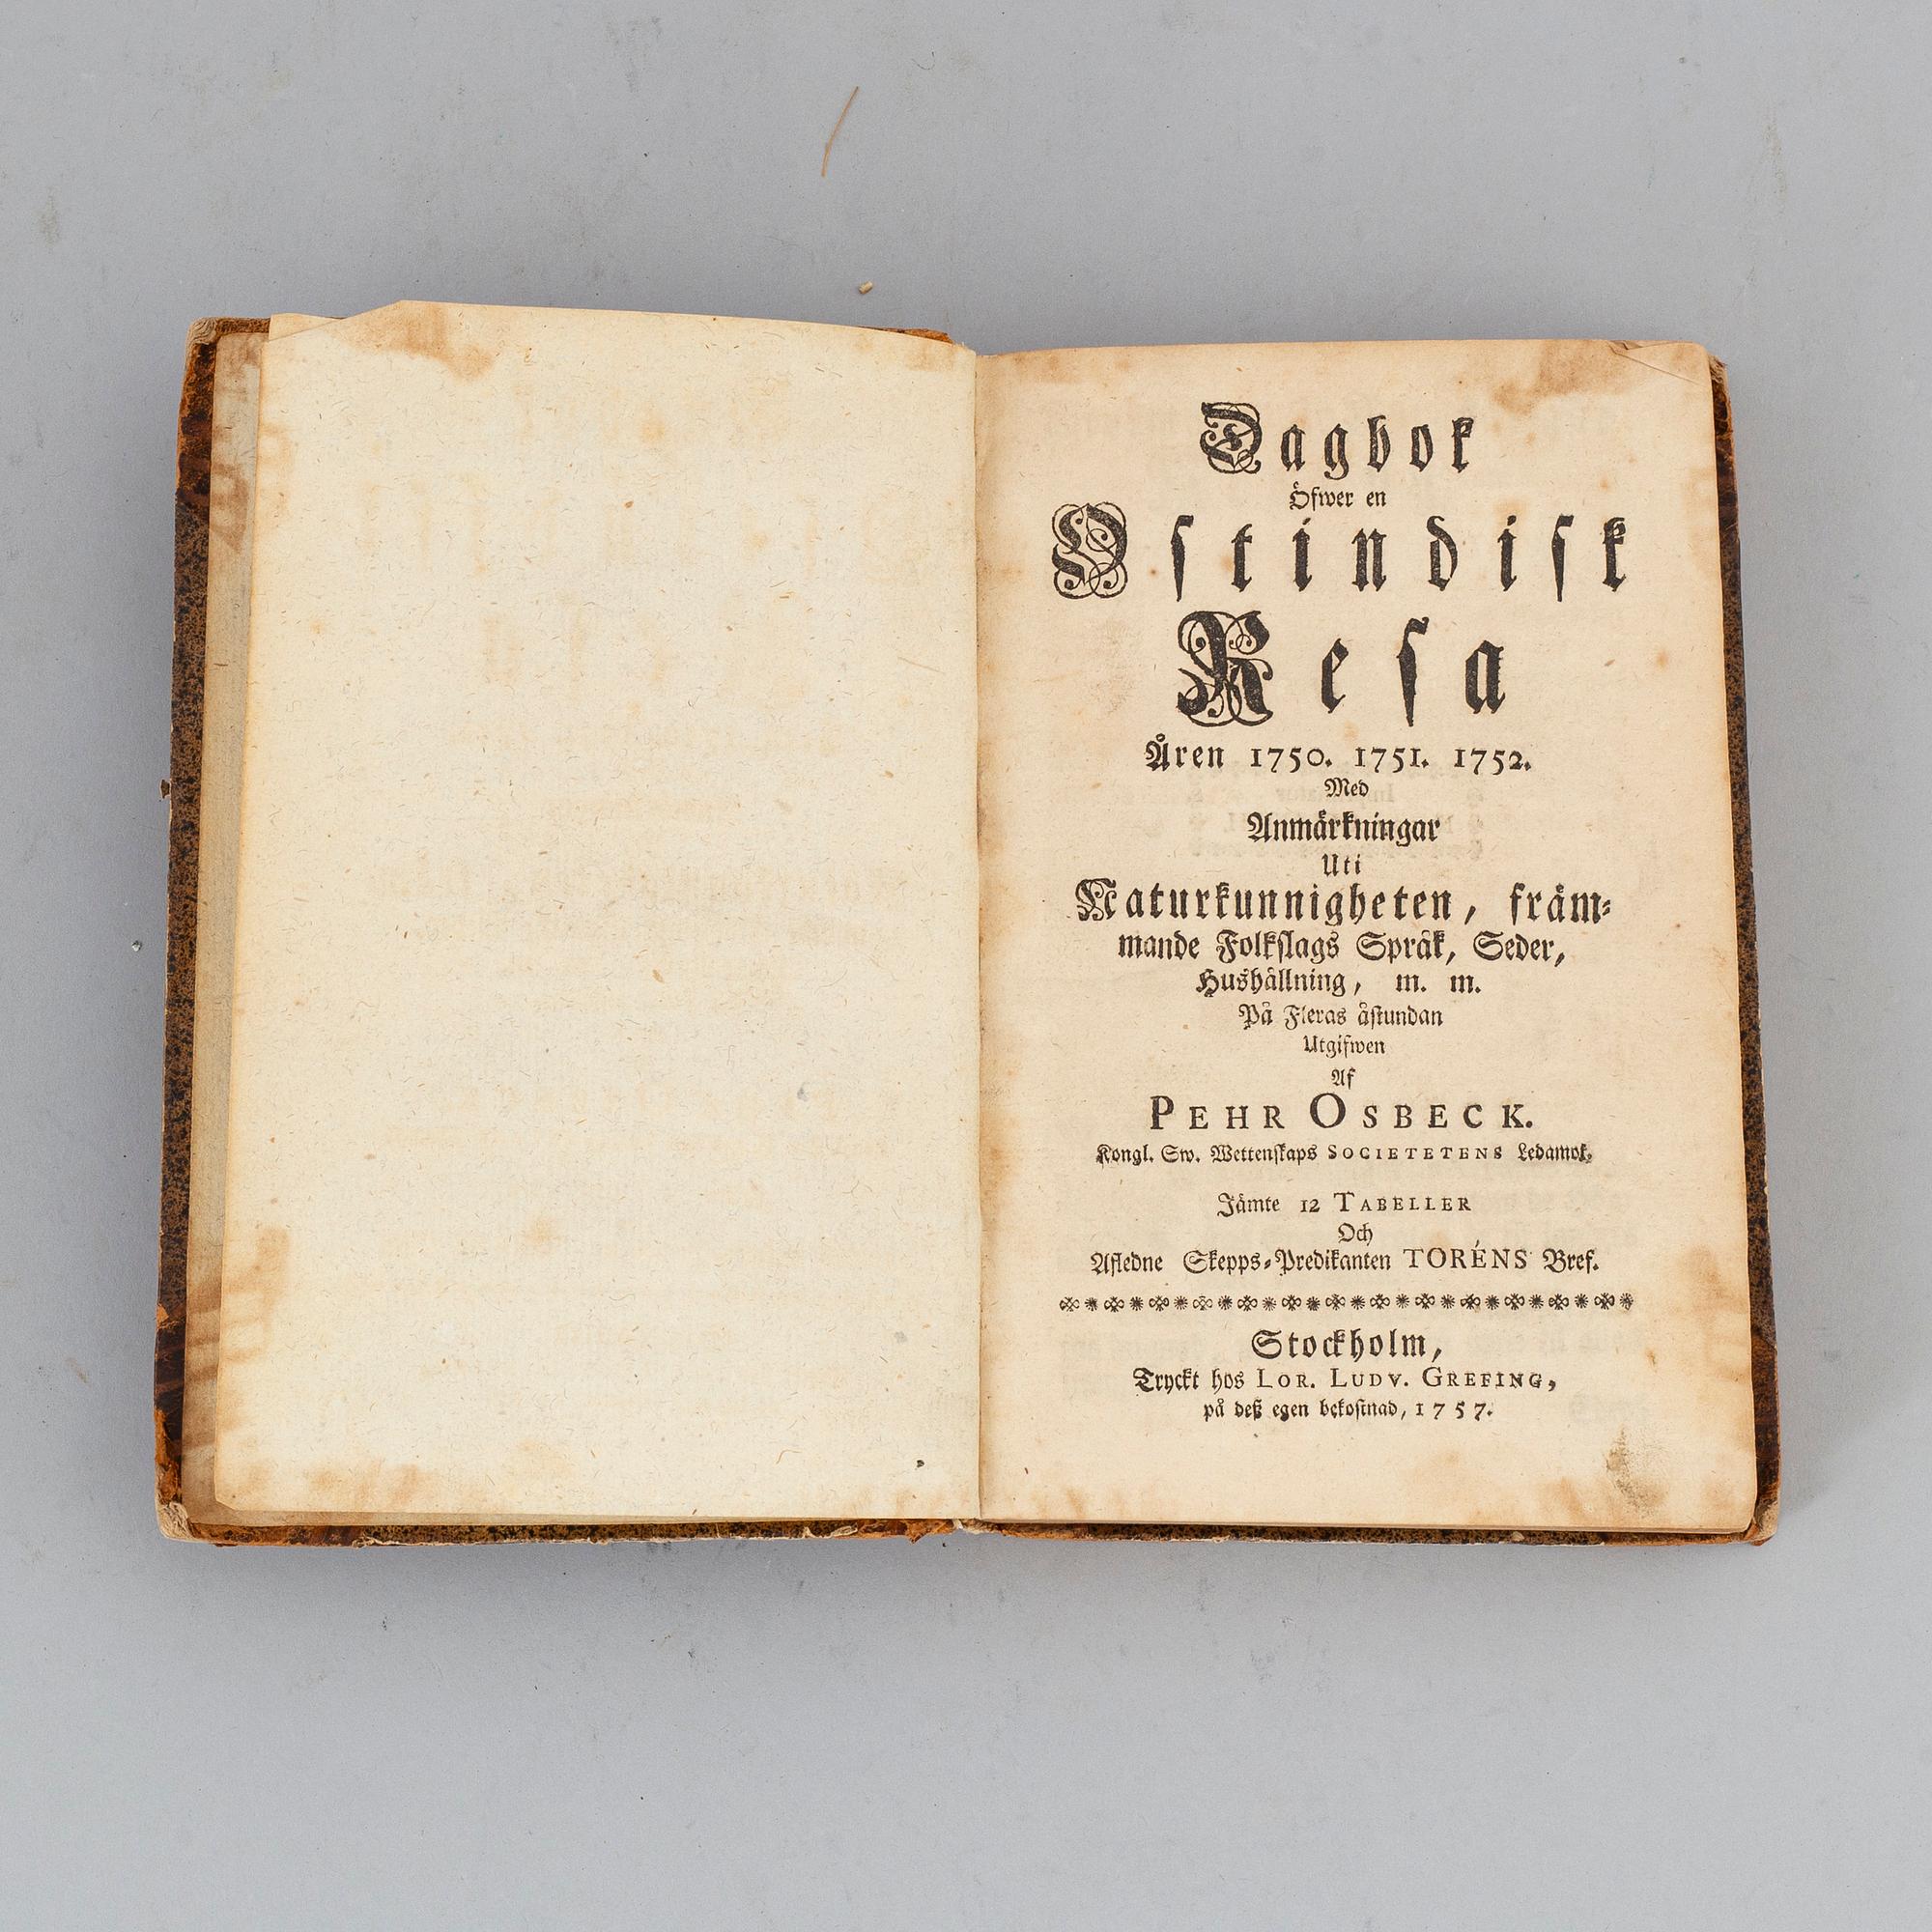 Dagbok
Öfwer en
Ostindisk
Resa
Åren 1750. 1751. 1752.
Med
Anmärkningar
Uti
Naturkunnigheten, främ-
mande Folkslags Språk, Seder,
Hushållning, m. m.
På Fleras åstundan
Utgifwen
Af
PEHR OSBECK.
Kongl. Sw. Wettenskaps SOCIETETENS Ledamot.
Jämte 12 TABELLER
Och
Afledne Skepps-Predikanten TORÉNS Bref.
Stockholm,
Tryckt hos LOR. LUDV. GREFING,
på deß egen bekostnad, 1757.